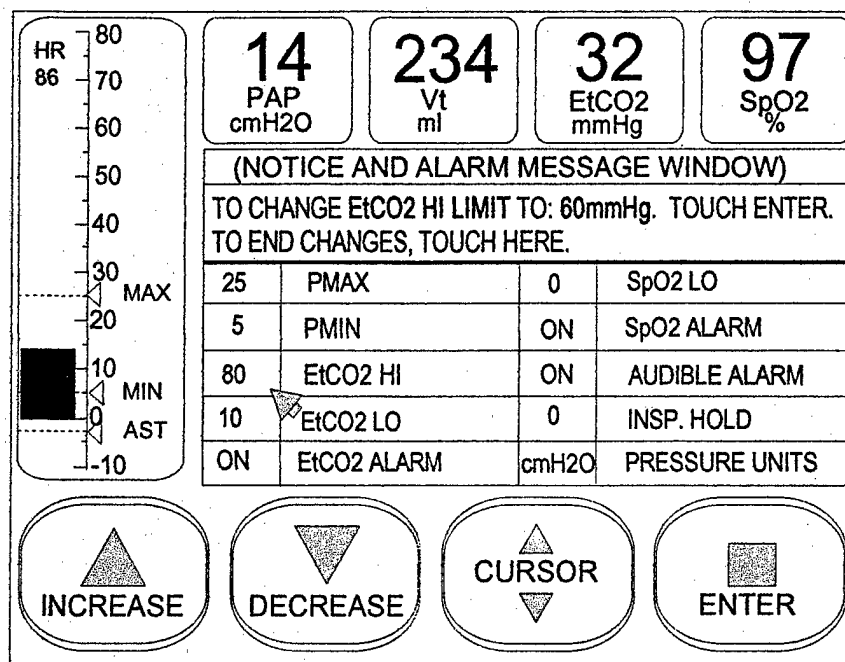 HR
86
80
70
60
50
40
30
20
10
0
-10
MAX
MIN
AST
14
PAP
cmH2O
234
Vt
ml
32
EtCO2
mmHg
97
SpO2
%
(NOTICE AND ALARM MESSAGE WINDOW)
TO CHANGE EtCO2 HI LIMIT TO: 60mmHg. TOUCH ENTER.
TO END CHANGES, TOUCH HERE.
25 PMAX 0 SpO2 LO
5 PMIN ON SpO2 ALARM
80 EtCO2 HI ON AUDIBLE ALARM
10 EtCO2 LO 0 INSP. HOLD
ON EtCO2 ALARM cmH2O PRESSURE UNITS
INCREASE
DECREASE
CURSOR
ENTER